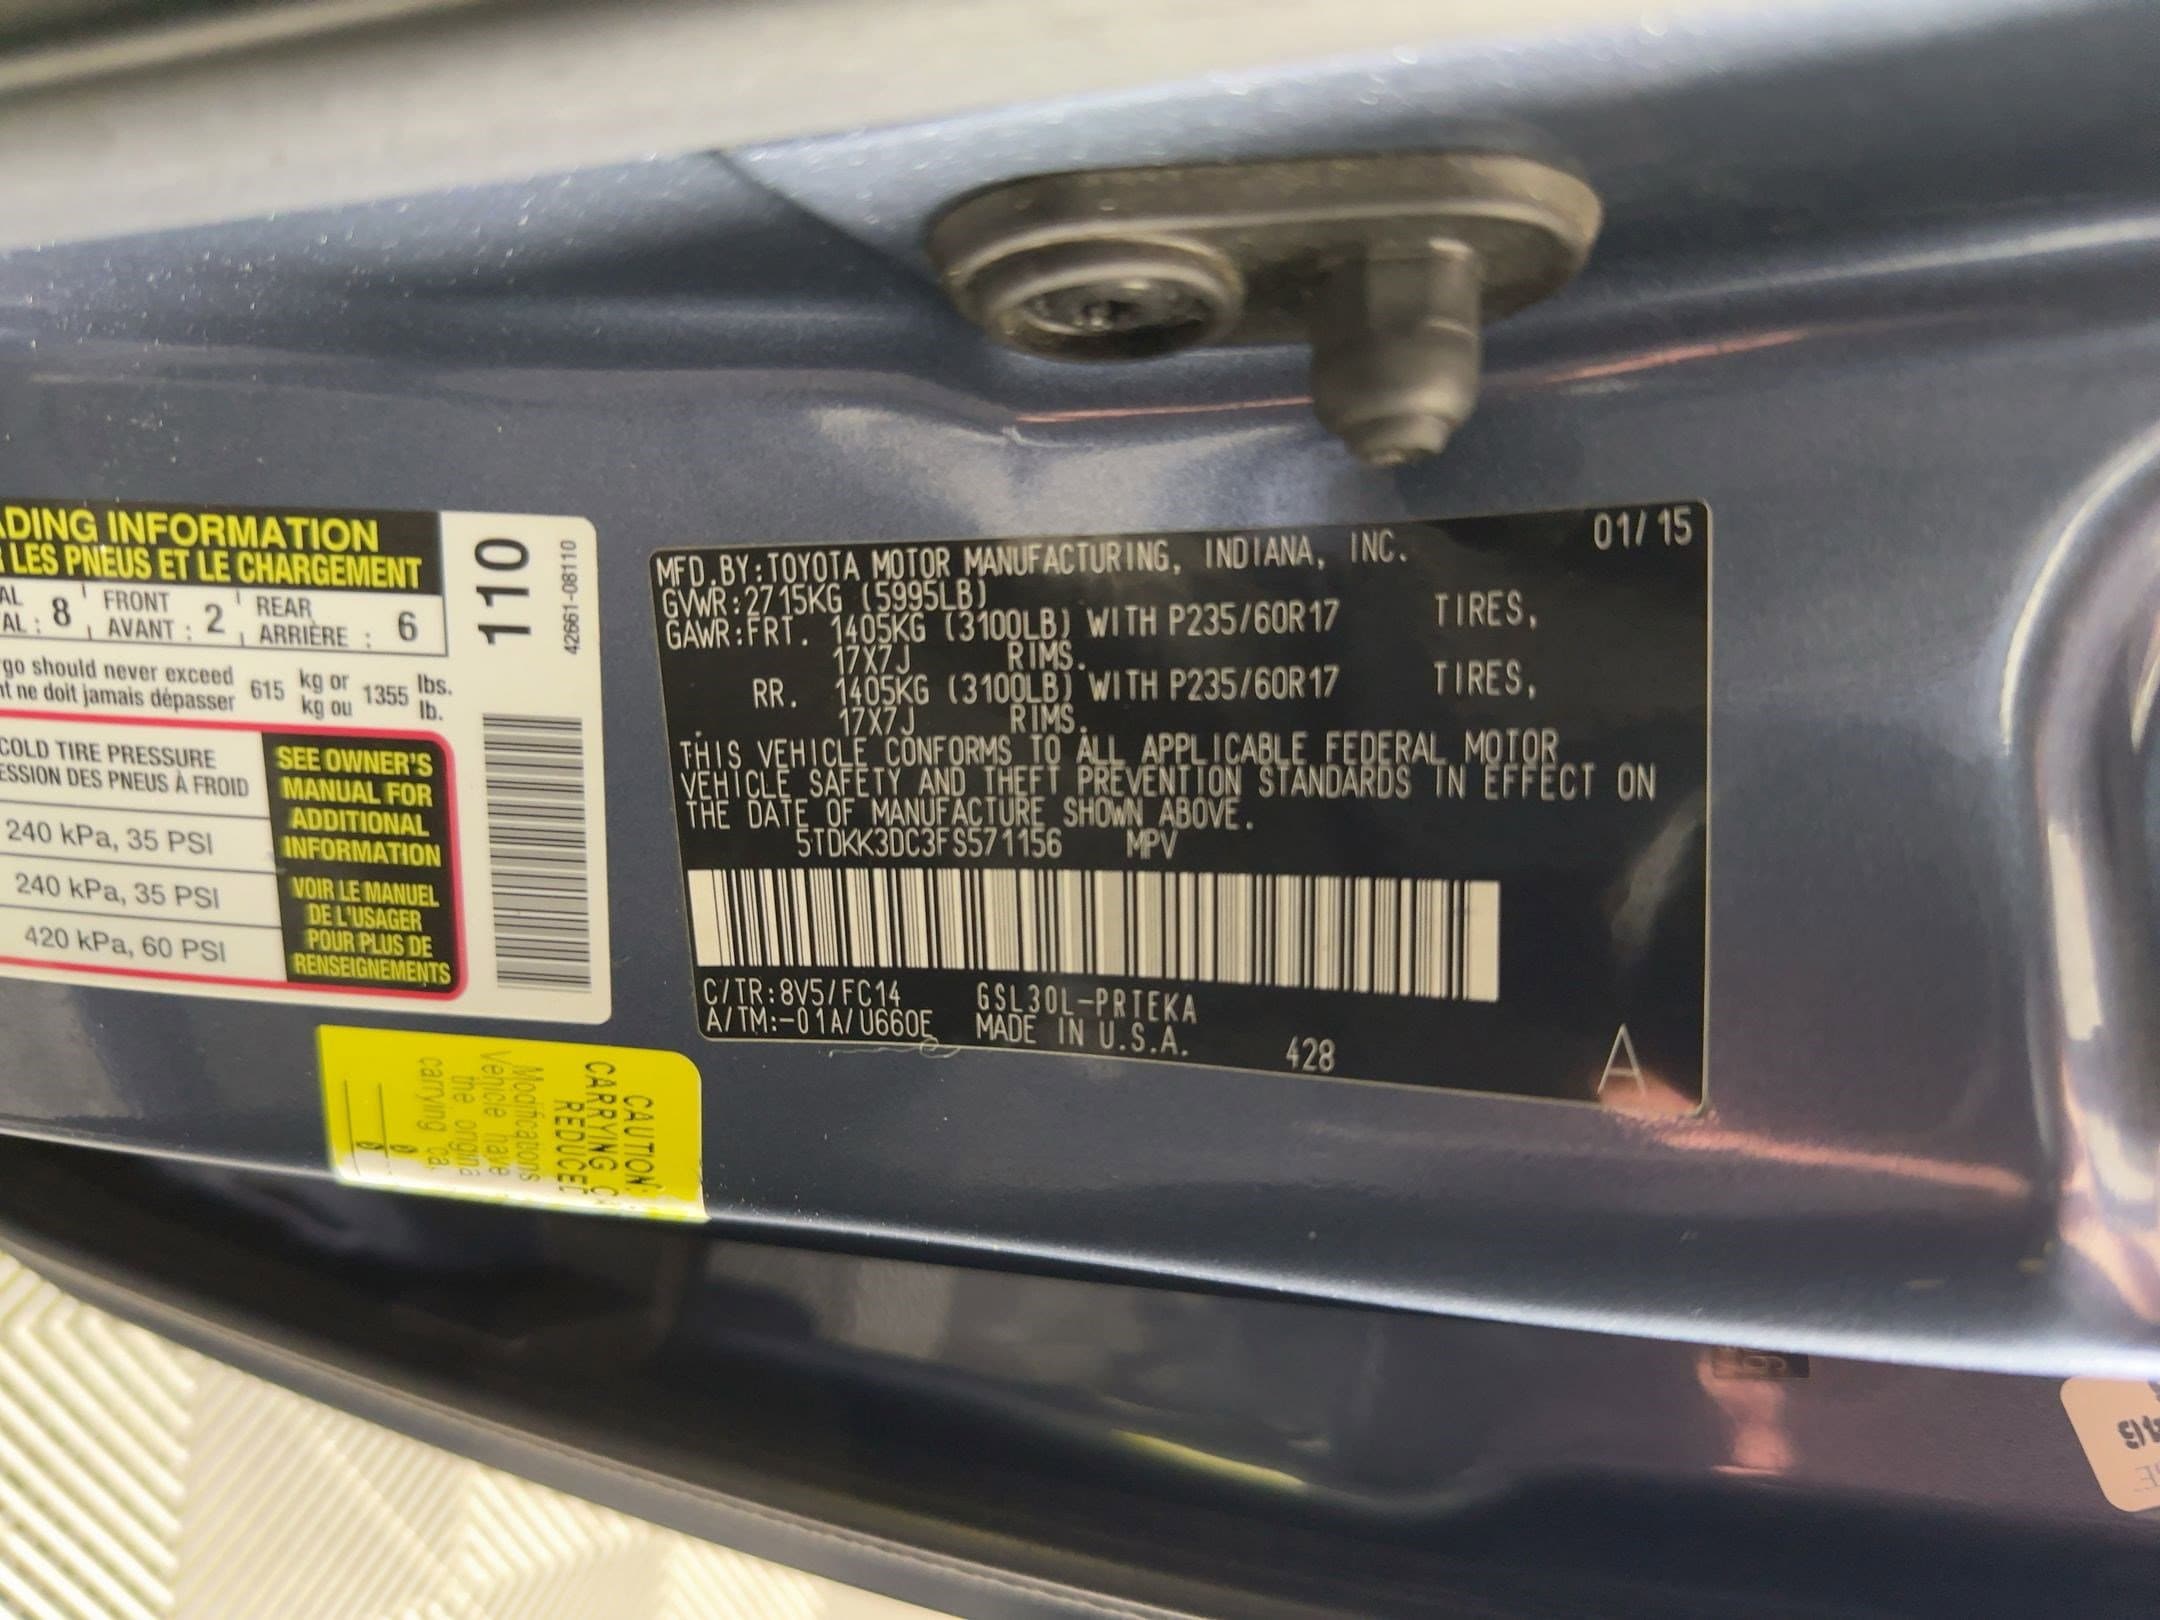 ADING INFORMATION
LES PNEUS ET LE CHARGEMENT
AL : 8 FRONT AVANT : 2 REAR ARRIÈRE : 6
go should never exceed
nt ne doit jamais dépasser 615 kg or kg ou 1355 lbs. lb.
COLD TIRE PRESSURE
ESSION DES PNEUS À FROID
240 kPa, 35 PSI
240 kPa, 35 PSI
420 kPa, 60 PSI
SEE OWNER'S
MANUAL FOR
ADDITIONAL
INFORMATION
VOIR LE MANUEL
DE L'USAGER
POUR PLUS DE
RENSEIGNEMENTS
110
42661-08110
MFD.BY:TOYOTA MOTOR MANUFACTURING, INDIANA, INC. 01/15
GVWR:2715KG (5995LB)
GAWR:FRT. 1405KG (3100LB) WITH P235/60R17 TIRES,
17X7J RIMS.
RR. 1405KG (3100LB) WITH P235/60R17 TIRES,
17X7J RIMS.
THIS VEHICLE CONFORMS TO ALL APPLICABLE FEDERAL MOTOR
VEHICLE SAFETY AND THEFT PREVENTION STANDARDS IN EFFECT ON
THE DATE OF MANUFACTURE SHOWN ABOVE.
5TDKK3DC3FS571156 MPV
C/TR:8V5/FC14 GSL30L-PRTEKA
A/TM:-01A/U660E MADE IN U.S.A.
428
A
CAUTION:
CARRYING CA
REDUCED
Modifications
Vehicle have
the origina
carrying ca